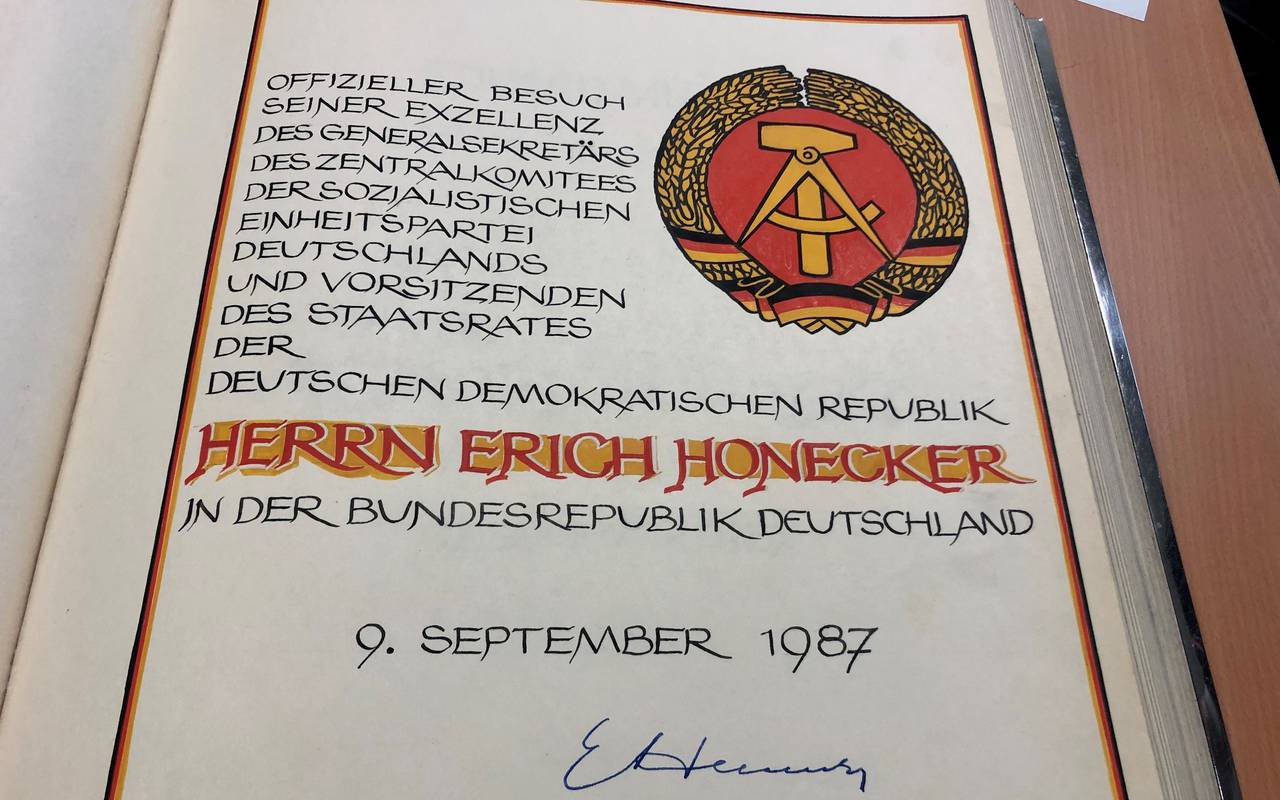 OFFIZIELLER BESUCH
SEINER EXZELLENZ
DES GENERALSEKRETÄRS
DES ZENTRALKOMITEES
DER SOZIALISTISCHEN
EINHEITSPARTEI
DEUTSCHLANDS
UND VORSITZENDEN
DES STAATSRATES
DER
DEUTSCHEN DEMOKRATISCHEN REPUBLIK
HERRN ERICH HONECKER
IN DER BUNDESREPUBLIK DEUTSCHLAND
9. SEPTEMBER 1987